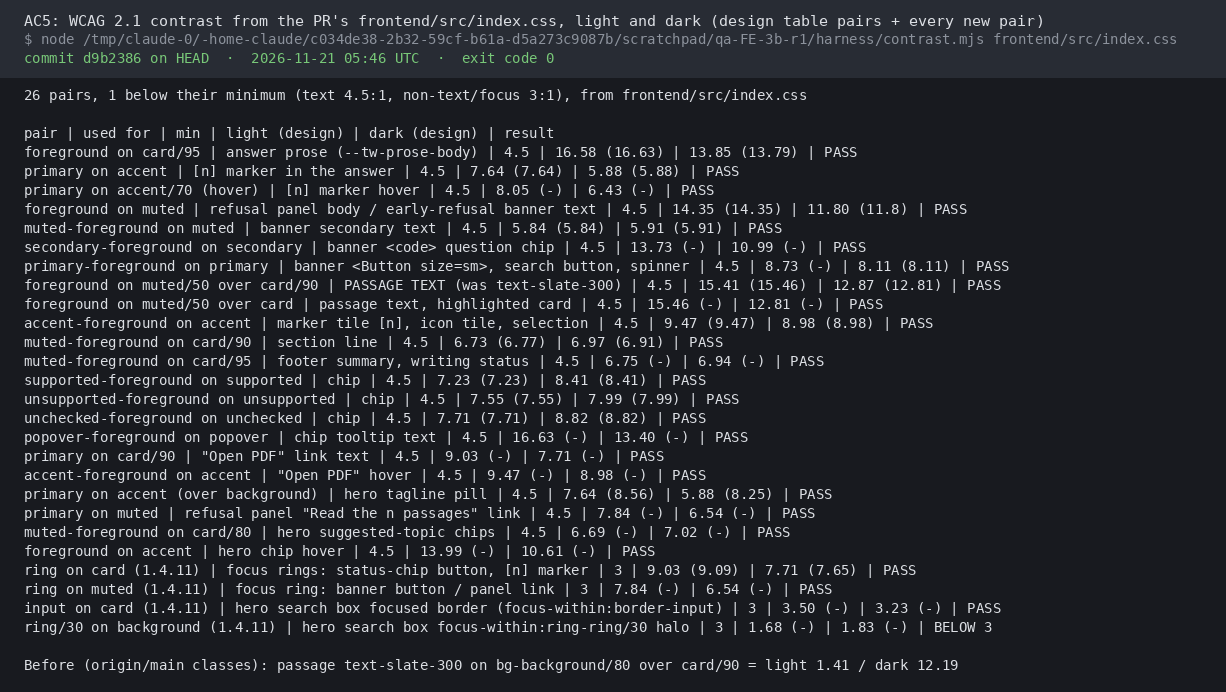 AC5: WCAG 2.1 contrast from the PR's frontend/src/index.css, light and dark (design table pairs + every new pair)
$ node /tmp/claude-0/-home-claude/c034de38-2b32-59cf-b61a-d5a273c9087b/scratchpad/qa-FE-3b-r1/harness/contrast.mjs frontend/src/index.css
commit d9b2386 on HEAD · 2026-11-21 05:46 UTC · exit code 0
26 pairs, 1 below their minimum (text 4.5:1, non-text/focus 3:1), from frontend/src/index.css
pair | used for | min | light (design) | dark (design) | result
foreground on card/95 | answer prose (--tw-prose-body) | 4.5 | 16.58 (16.63) | 13.85 (13.79) | PASS
primary on accent | [n] marker in the answer | 4.5 | 7.64 (7.64) | 5.88 (5.88) | PASS
primary on accent/70 (hover) | [n] marker hover | 4.5 | 8.05 (-) | 6.43 (-) | PASS
foreground on muted | refusal panel body / early-refusal banner text | 4.5 | 14.35 (14.35) | 11.80 (11.8) | PASS
muted-foreground on muted | banner secondary text | 4.5 | 5.84 (5.84) | 5.91 (5.91) | PASS
secondary-foreground on secondary | banner <code> question chip | 4.5 | 13.73 (-) | 10.99 (-) | PASS
primary-foreground on primary | banner <Button size=sm>, search button, spinner | 4.5 | 8.73 (-) | 8.11 (8.11) | PASS
foreground on muted/50 over card/90 | PASSAGE TEXT (was text-slate-300) | 4.5 | 15.41 (15.46) | 12.87 (12.81) | PASS
foreground on muted/50 over card | passage text, highlighted card | 4.5 | 15.46 (-) | 12.81 (-) | PASS
accent-foreground on accent | marker tile [n], icon tile, selection | 4.5 | 9.47 (9.47) | 8.98 (8.98) | PASS
muted-foreground on card/90 | section line | 4.5 | 6.73 (6.77) | 6.97 (6.91) | PASS
muted-foreground on card/95 | footer summary, writing status | 4.5 | 6.75 (-) | 6.94 (-) | PASS
supported-foreground on supported | chip | 4.5 | 7.23 (7.23) | 8.41 (8.41) | PASS
unsupported-foreground on unsupported | chip | 4.5 | 7.55 (7.55) | 7.99 (7.99) | PASS
unchecked-foreground on unchecked | chip | 4.5 | 7.71 (7.71) | 8.82 (8.82) | PASS
popover-foreground on popover | chip tooltip text | 4.5 | 16.63 (-) | 13.40 (-) | PASS
primary on card/90 | "Open PDF" link text | 4.5 | 9.03 (-) | 7.71 (-) | PASS
accent-foreground on accent | "Open PDF" hover | 4.5 | 9.47 (-) | 8.98 (-) | PASS
primary on accent (over background) | hero tagline pill | 4.5 | 7.64 (8.56) | 5.88 (8.25) | PASS
primary on muted | refusal panel "Read the n passages" link | 4.5 | 7.84 (-) | 6.54 (-) | PASS
muted-foreground on card/80 | hero suggested-topic chips | 4.5 | 6.69 (-) | 7.02 (-) | PASS
foreground on accent | hero chip hover | 4.5 | 13.99 (-) | 10.61 (-) | PASS
ring on card (1.4.11) | focus rings: status-chip button, [n] marker | 3 | 9.03 (9.09) | 7.71 (7.65) | PASS
ring on muted (1.4.11) | focus ring: banner button / panel link | 3 | 7.84 (-) | 6.54 (-) | PASS
input on card (1.4.11) | hero search box focused border (focus-within:border-input) | 3 | 3.50 (-) | 3.23 (-) | PASS
ring/30 on background (1.4.11) | hero search box focus-within:ring-ring/30 halo | 3 | 1.68 (-) | 1.83 (-) | BELOW 3
Before (origin/main classes): passage text-slate-300 on bg-background/80 over card/90 = light 1.41 / dark 12.19